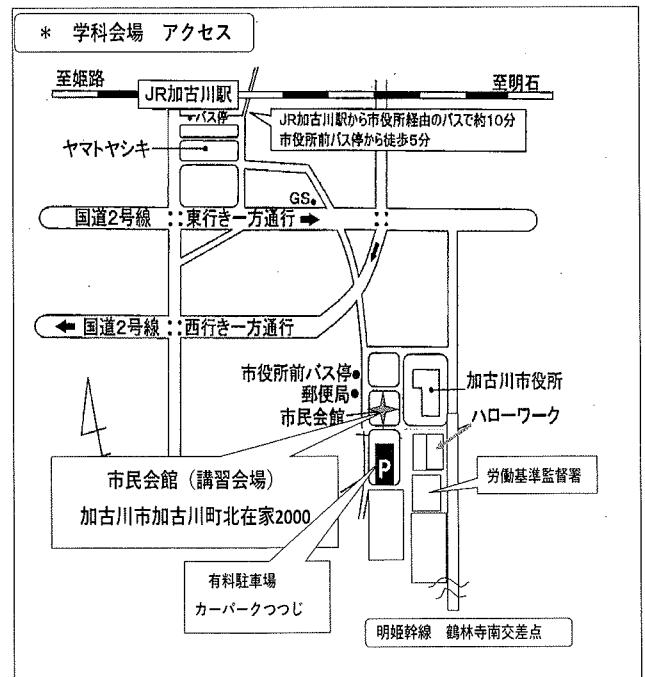 * 学科会場 アクセス
至姫路
JR加古川駅
至明石
バス停
JR加古川駅から市役所経由のバスで約10分
市役所前バス停から徒歩5分
ヤマトヤシキ
GS
国道2号線
東行き一方通行
国道2号線
西行き一方通行
市役所前バス停
郵便局
市民会館
加古川市役所
ハローワーク
市民会館(講習会場)
加古川市加古川町北在家2000
P
労働基準監督署
有料駐車場
カーパークつつじ
明姫幹線 鶴林寺南交差点